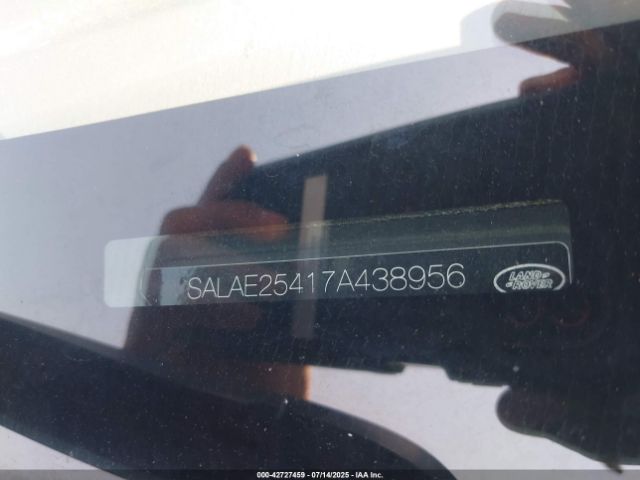 SALAE25417A438956
LAND
ROVER
000-42727459 | 07/14/2025 | IAA Inc.